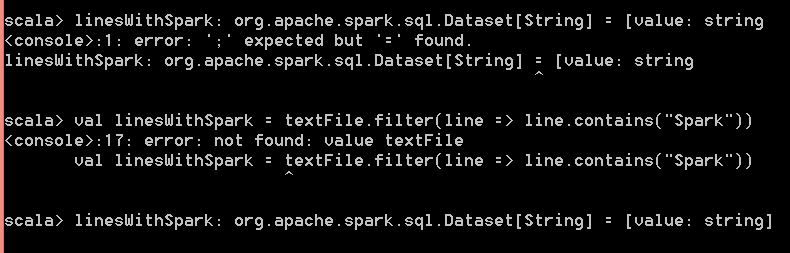 scala> linesWithSpark: org.apache.spark.sql.Dataset[String] = [value: string
<console>:1: error: ';' expected but '=' found.
linesWithSpark: org.apache.spark.sql.Dataset[String] = [value: string
^
scala> val linesWithSpark = textFile.filter(line => line.contains("Spark"))
<console>:17: error: not found: value textFile
val linesWithSpark = textFile.filter(line => line.contains("Spark"))
^
scala> linesWithSpark: org.apache.spark.sql.Dataset[String] = [value: string]